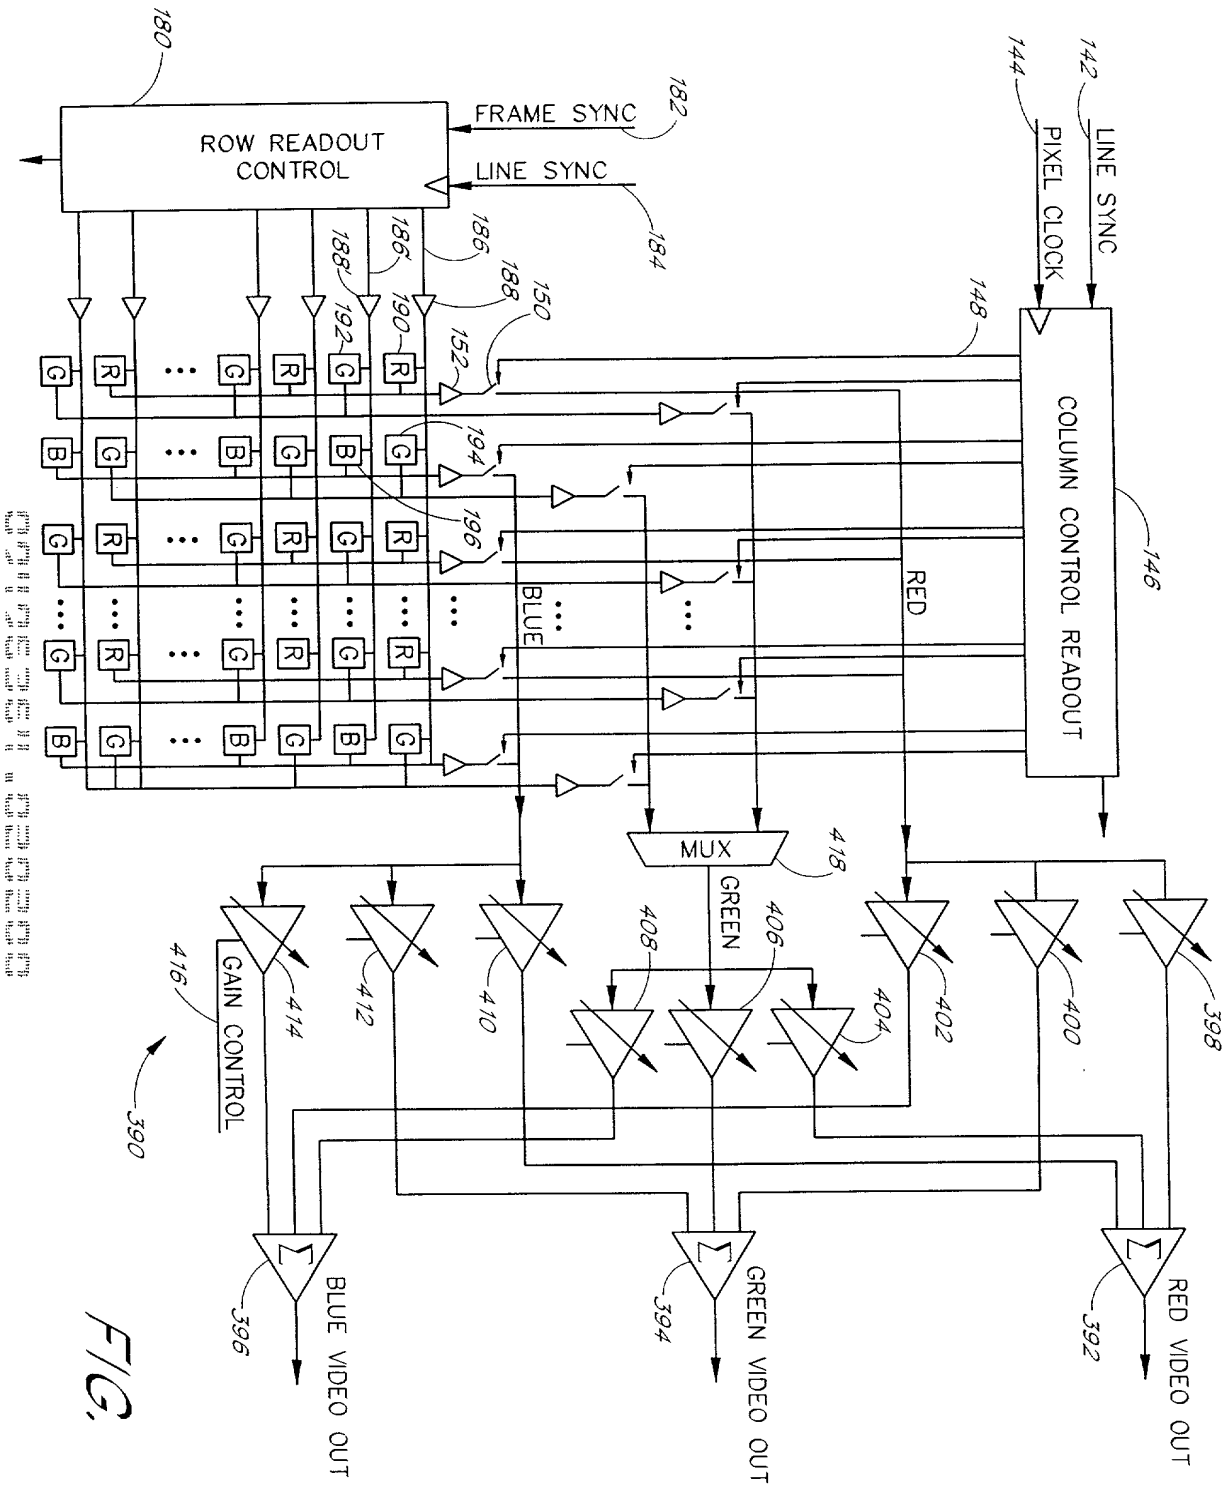 180
ROW READOUT
CONTROL
FRAME SYNC
182
LINE SYNC
184
142
LINE SYNC
144
PIXEL CLOCK
COLUMN CONTROL READOUT
146
148
186
186'
188
188'
150
152
190
192
194
196
G R ... G R G R
B G ... B G B G
G R ... G R G R
... ... ... ... ... ... ... ... ...
G R ... G R G R
B G ... B G B G
BLUE
RED
MUX
418
GREEN
398
400
402
404
406
408
410
412
414
416
GAIN CONTROL
390
Σ
392
RED VIDEO OUT
Σ
394
GREEN VIDEO OUT
Σ
396
BLUE VIDEO OUT
FIG.